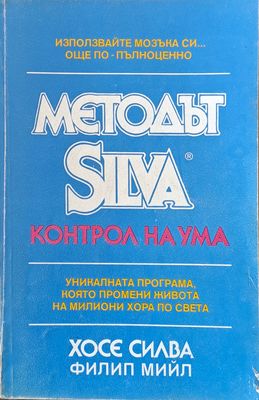 ИЗПОЛЗВАЙТЕ МОЗЪКА СИ...
ОЩЕ ПО - ПЪЛНОЦЕННО
МЕТОДЪТ
SILVA®
КОНТРОЛ НА УМА
УНИКАЛНАТА ПРОГРАМА,
КОЯТО ПРОМЕНИ ЖИВОТА
НА МИЛИОНИ ХОРА ПО СВЕТА
ХОСЕ СИЛВА
ФИЛИП МИЙЛ